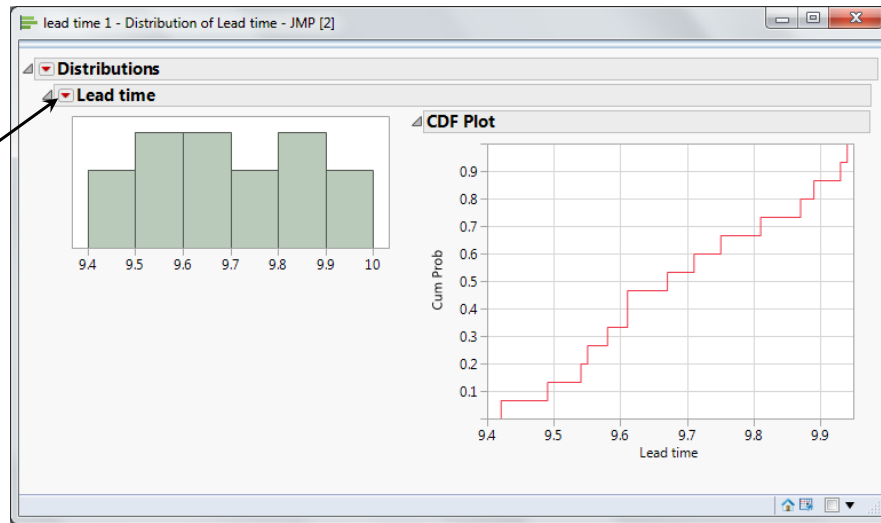 lead time 1 - Distribution of Lead time - JMP [2]
Distributions
Lead time
9.4 9.5 9.6 9.7 9.8 9.9 10
CDF Plot
0.9
0.8
0.7
0.6
0.5
0.4
0.3
0.2
0.1
Cum Prob
9.4 9.5 9.6 9.7 9.8 9.9
Lead time